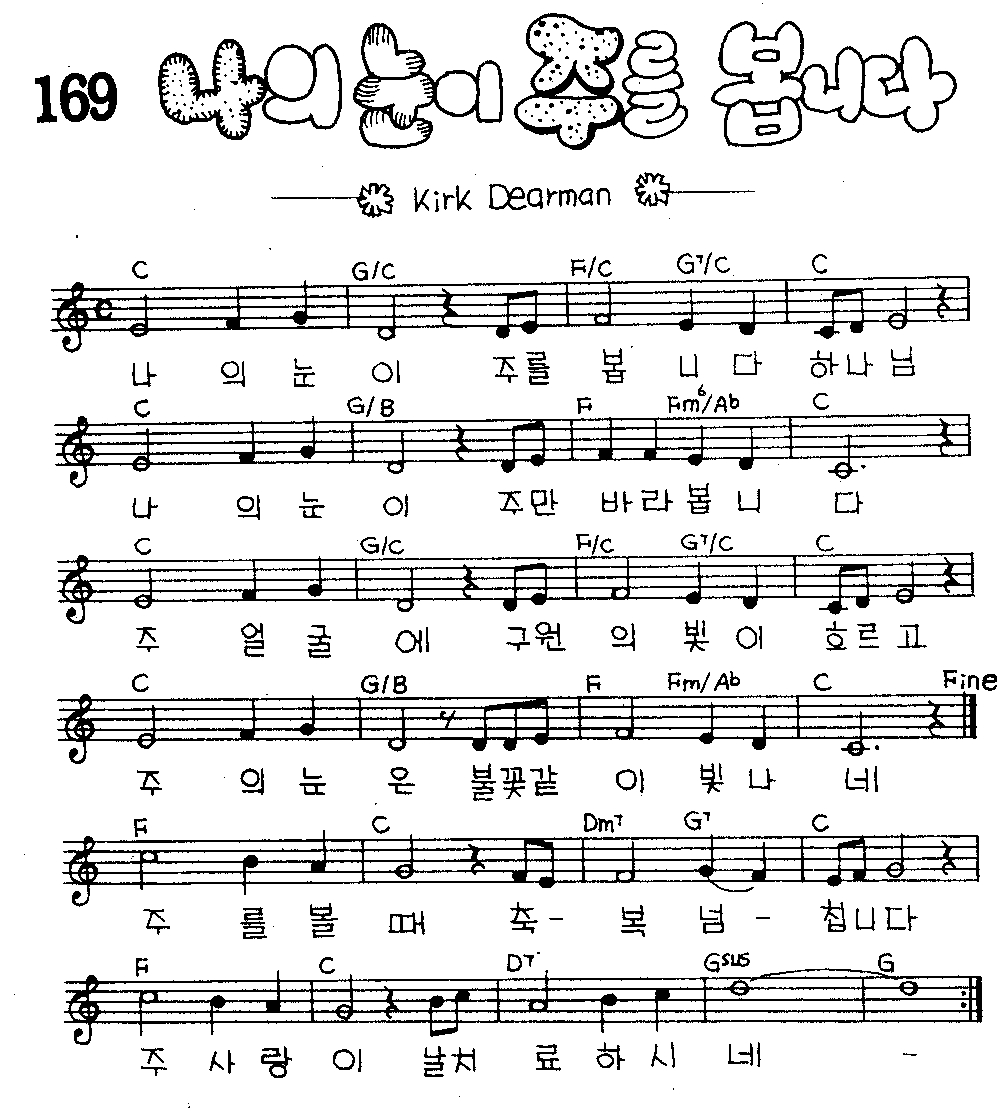 169 나의 눈이 주를 봅니다
Kirk Dearman
C G/C F/C G7/C C
나 의 눈 이 주를 봅 니 다 하나님
C G/B F Fm6/Ab C
나 의 눈 이 주만 바라봅 니 다
C G/C F/C G7/C C
주 얼 굴 에 구원 의 빛 이 흐르고
C G/B F Fm/Ab C Fine
주 의 눈 은 불꽃같 이 빛 나 네
F C Dm7 G7 C
주 를 볼 때 축- 복 넘 - 칩니다
F C D7 Gsus G
주 사 랑 이 날치 료 하 시 네 -